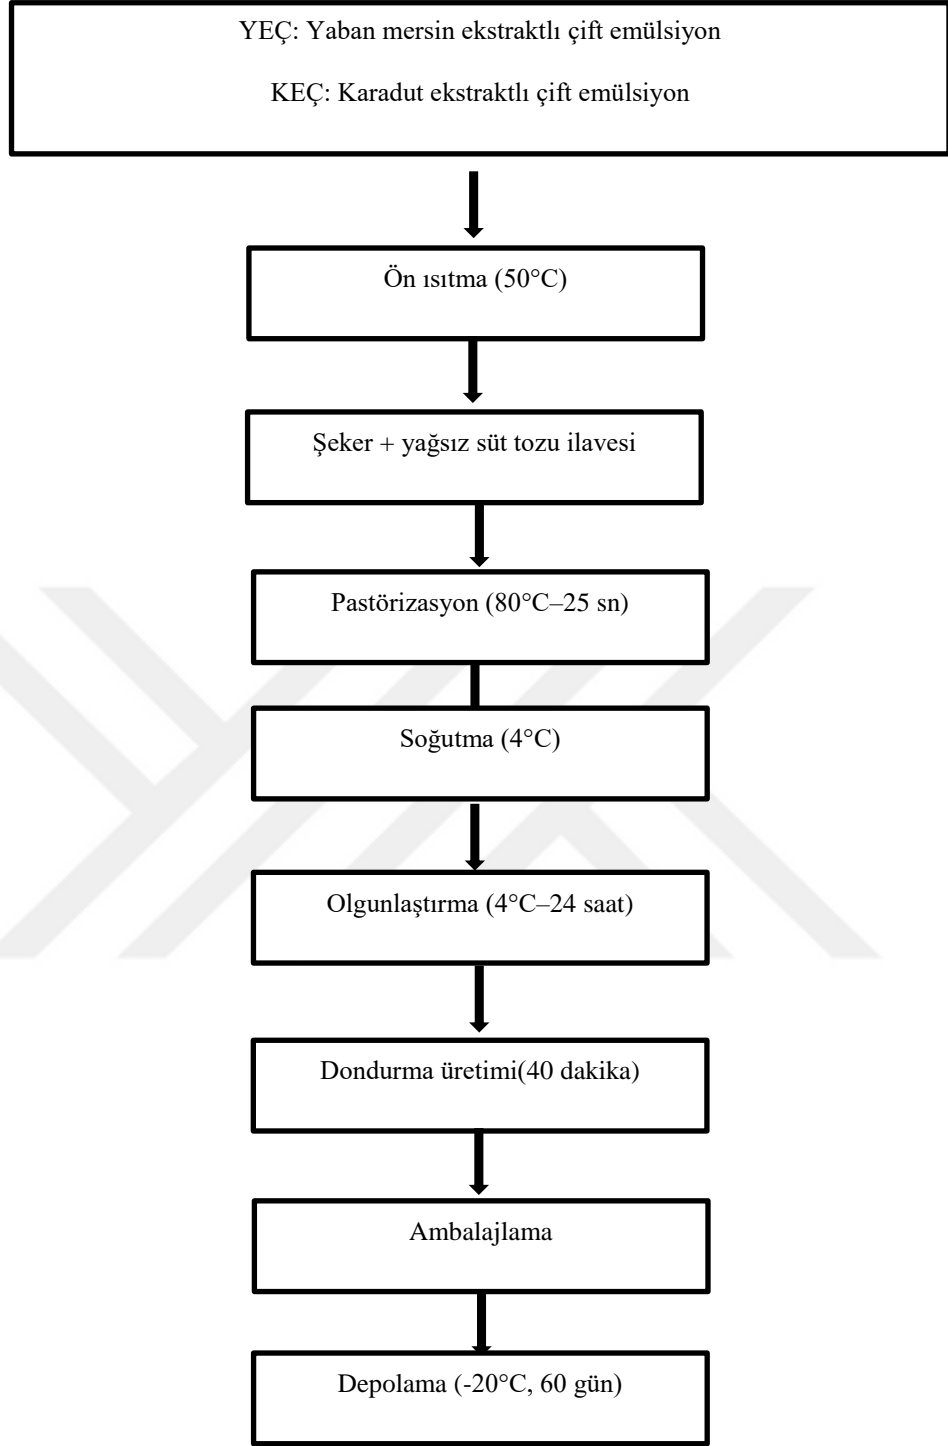 YEÇ: Yaban mersin ekstraktlı çift emülsiyon
KEÇ: Karadut ekstraktlı çift emülsiyon
Ön ısıtma (50°C)
Şeker + yağsız süt tozu ilavesi
Pastörizasyon (80°C–25 sn)
Soğutma (4°C)
Olgunlaştırma (4°C–24 saat)
Dondurma üretimi(40 dakika)
Ambalajlama
Depolama (-20°C, 60 gün)